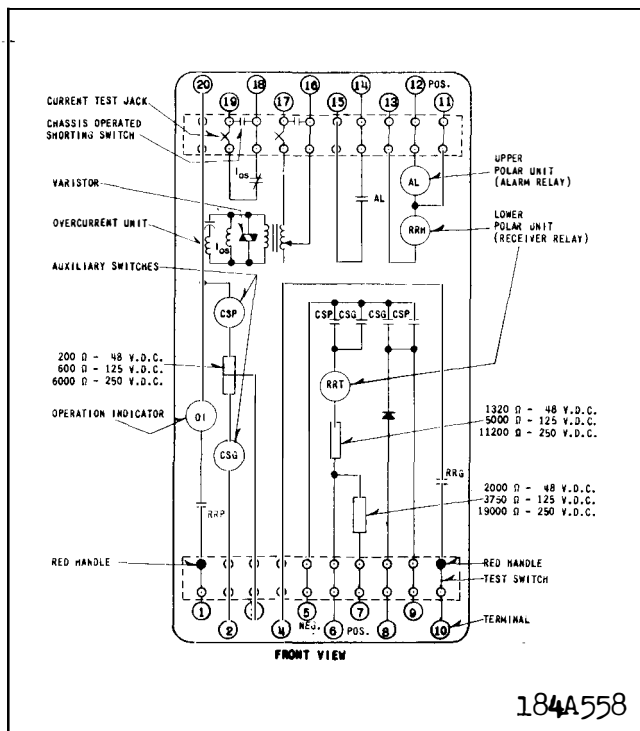 20 18 16 14 12 POS.
19 17 15 13 11
CURRENT TEST JACK
CHASSIS OPERATED
SHORTING SWITCH
IOS
AL
AL
UPPER
POLAR UNIT
(ALARM RELAY)
VARISTOR
LOWER
POLAR UNIT
(RECEIVER RELAY)
RRH
OVERCURRENT UNIT
IOS
AUXILIARY SWITCHES
CSP
CSP CSG CSG CSP
200 Ω - 48 V.D.C.
600 Ω - 125 V.D.C.
6000 Ω - 250 V.D.C.
RRT
OPERATION INDICATOR
OI
1320 Ω - 48 V.D.C.
5000 Ω - 125 V.D.C.
11200 Ω - 250 V.D.C.
CSG
RRG
2000 Ω - 48 V.D.C.
3750 Ω - 125 V.D.C.
19000 Ω - 250 V.D.C.
RRP
RED HANDLE
RED HANDLE
TEST SWITCH
1 3 5 7 9
NEG. POS.
2 4 6 8 10
TERMINAL
FRONT VIEW
184A558